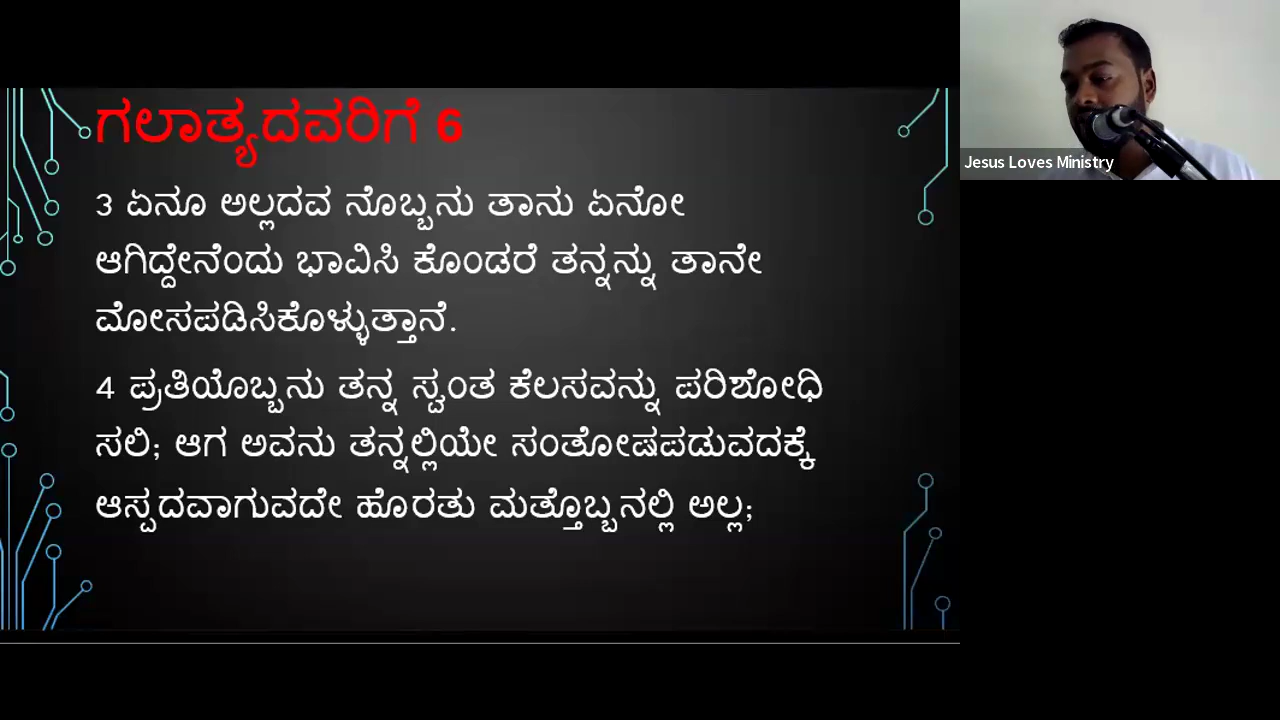 ಗಲಾತ್ಯದವರಿಗೆ 6
3 ಏನೂ ಅಲ್ಲದವ ನೊಬ್ಬನು ತಾನು ಏನೋ
ಆಗಿದ್ದೇನೆಂದು ಭಾವಿಸಿ ಕೊಂಡರೆ ತನ್ನನ್ನು ತಾನೇ
ಮೋಸಪಡಿಸಿಕೊಳ್ಳುತ್ತಾನೆ.
4 ಪ್ರತಿಯೊಬ್ಬನು ತನ್ನ ಸ್ವಂತ ಕೆಲಸವನ್ನು ಪರಿಶೋಧಿ
ಸಲಿ; ಆಗ ಅವನು ತನ್ನಲ್ಲಿಯೇ ಸಂತೋಷಪಡುವದಕ್ಕೆ
ಆಸ್ಪದವಾಗುವದೇ ಹೊರತು ಮತ್ತೊಬ್ಬನಲ್ಲಿ ಅಲ್ಲ;
Jesus Loves Ministry